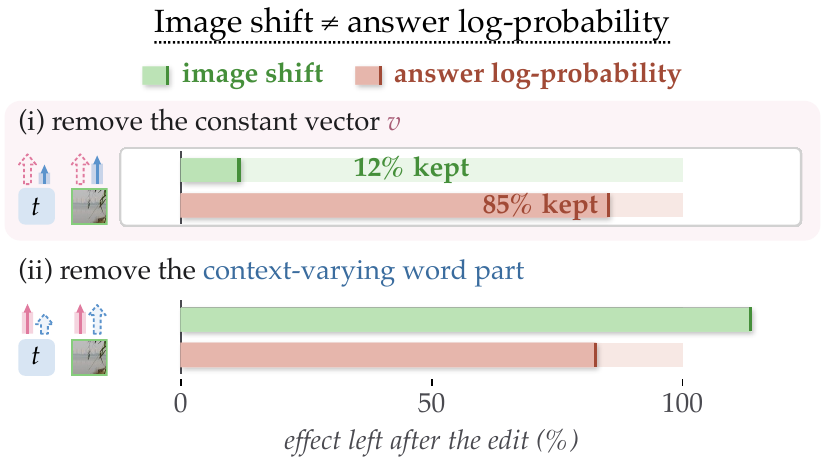 Image shift ≠ answer log-probability
image shift answer log-probability
(i) remove the constant vector v
12% kept
t
85% kept
(ii) remove the context-varying word part
t
0 50 100
effect left after the edit (%)